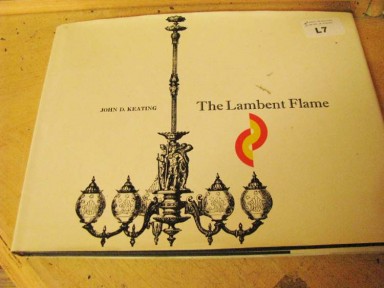 L7
JOHN D. KEATING
The Lambent Flame